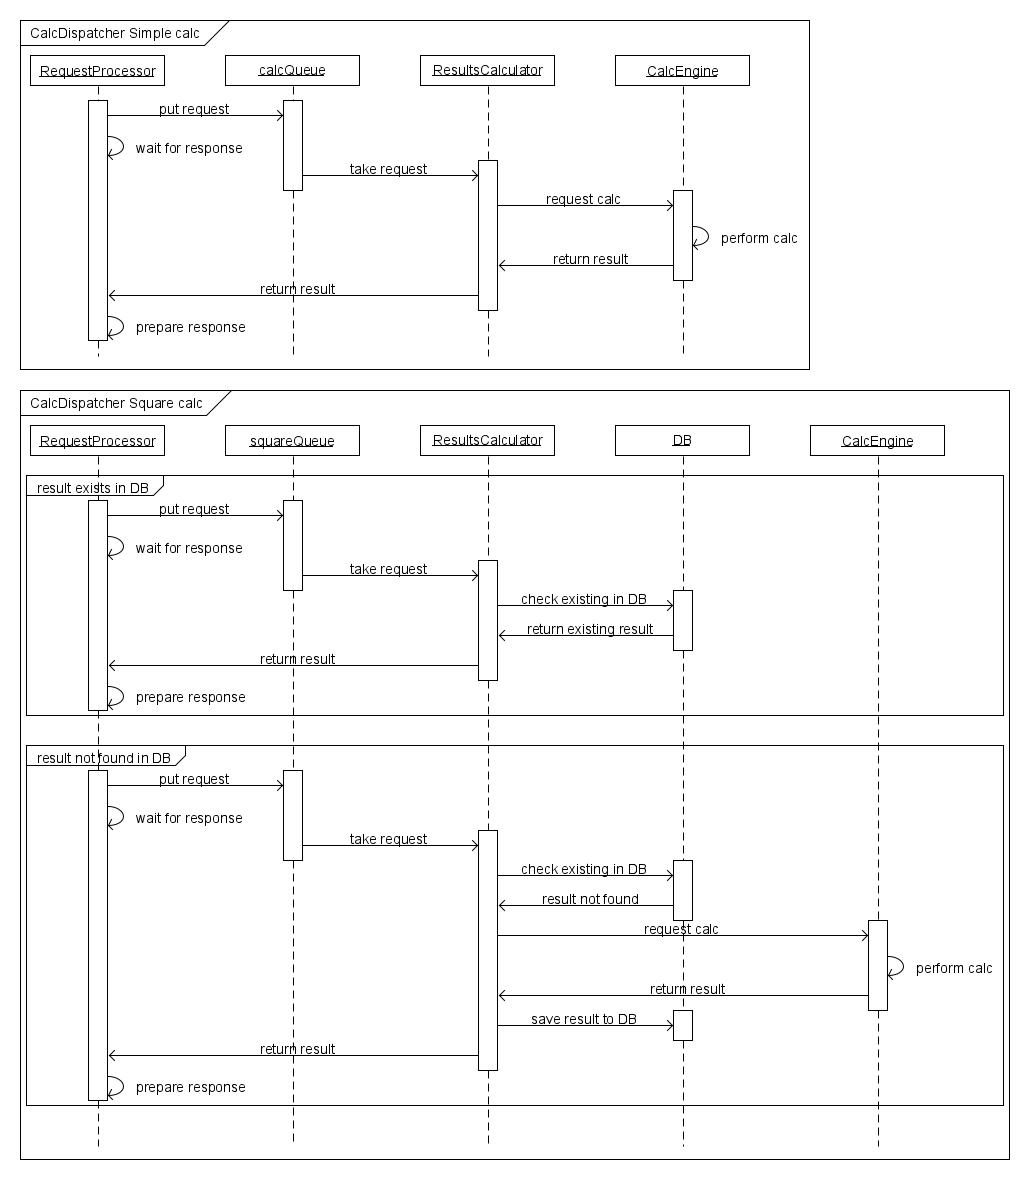 CalcDispatcher Simple calc
RequestProcessor
calcQueue
ResultsCalculator
CalcEngine
put request
wait for response
take request
request calc
perform calc
return result
return result
prepare response
CalcDispatcher Square calc
RequestProcessor
squareQueue
ResultsCalculator
DB
CalcEngine
result exists in DB
put request
wait for response
take request
check existing in DB
return existing result
return result
prepare response
result not found in DB
put request
wait for response
take request
check existing in DB
result not found
request calc
perform calc
return result
save result to DB
return result
prepare response